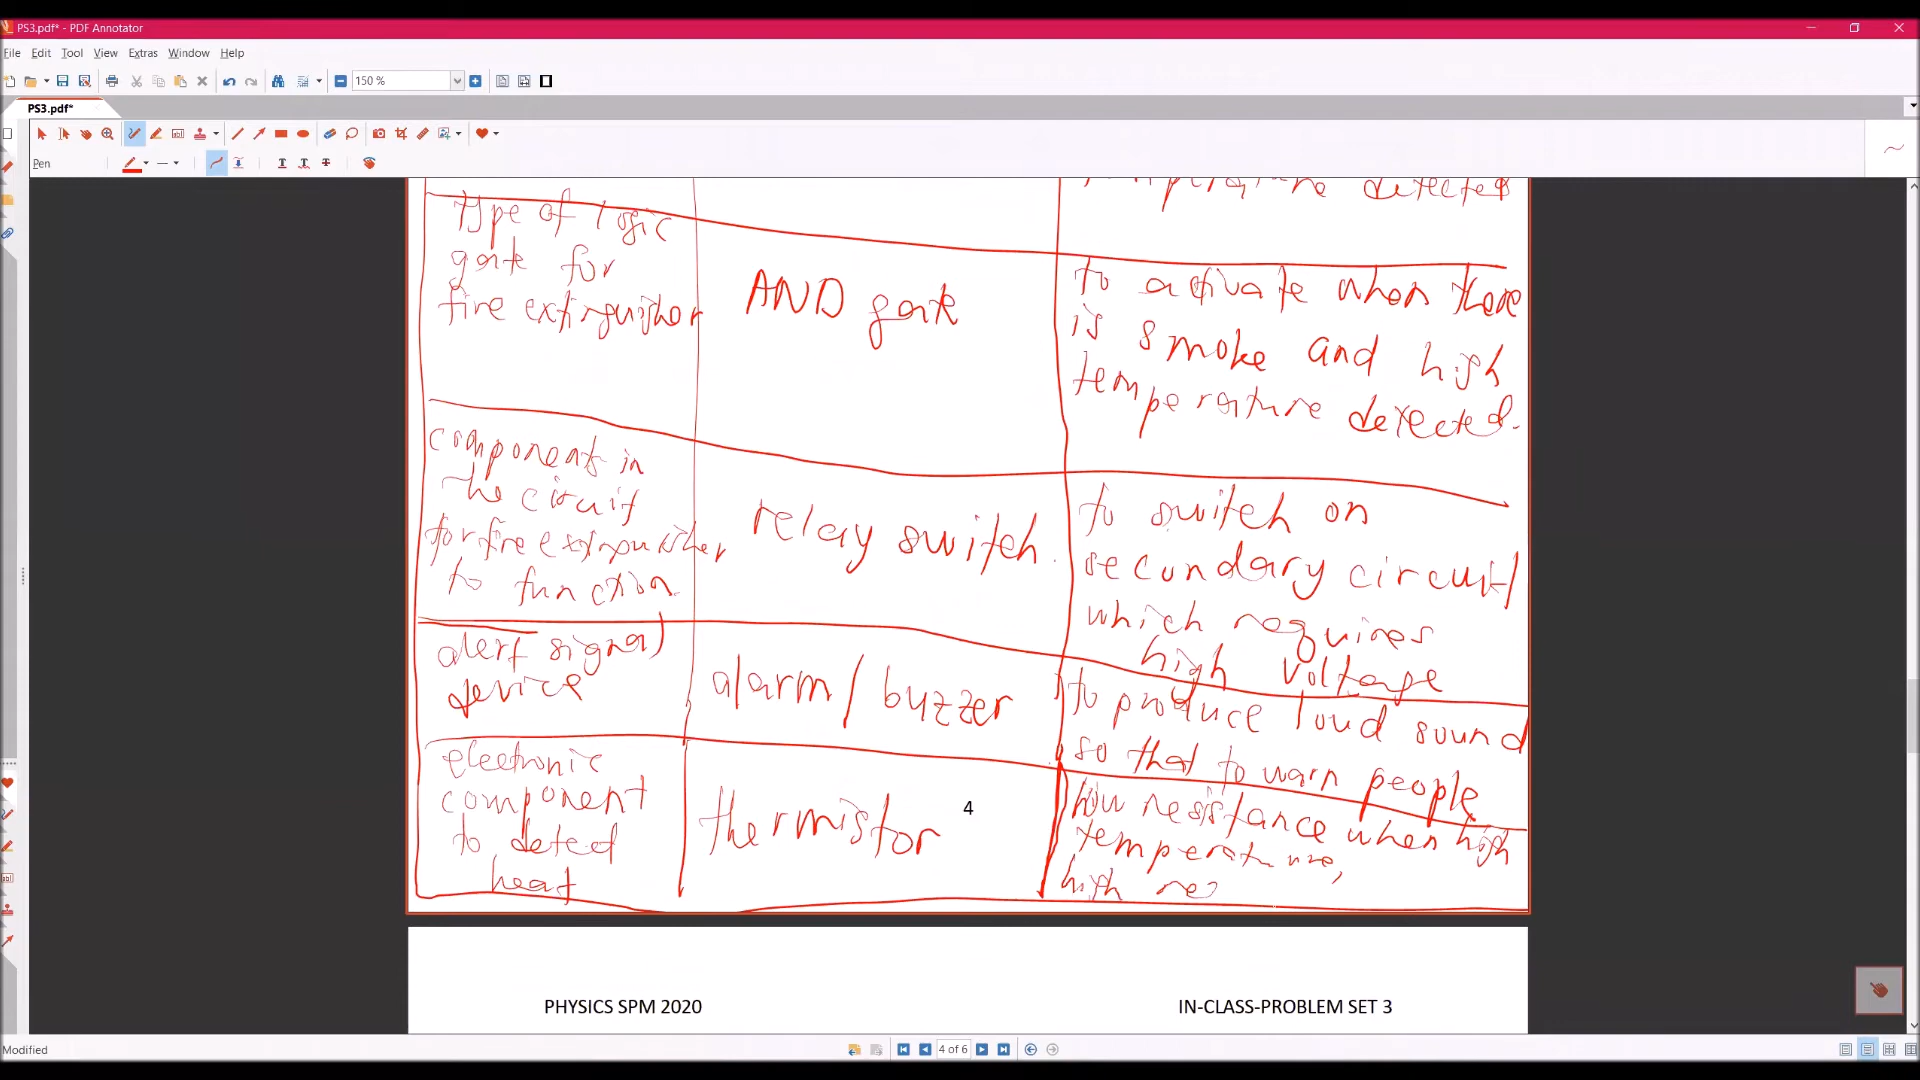 PS3.pdf* - PDF Annotator
File Edit Tool View Extras Window Help
150 %
PS3.pdf*
Pen
temperature detected
type of logic
gate for
fire extinguisher
AND gate
to activate when there
is smoke and high
temperature detected.
component in
the circuit
for fire extinguisher
to function.
relay switch.
to switch on
secondary circuit/
which requires
high voltage
alert signal
device
alarm / buzzer
to produce loud sound
so that to warn people
electronic
component
to detect
heat
thermistor
4
low resistance when high
temperature,
high res
PHYSICS SPM 2020
IN-CLASS-PROBLEM SET 3
4 of 6
Modified